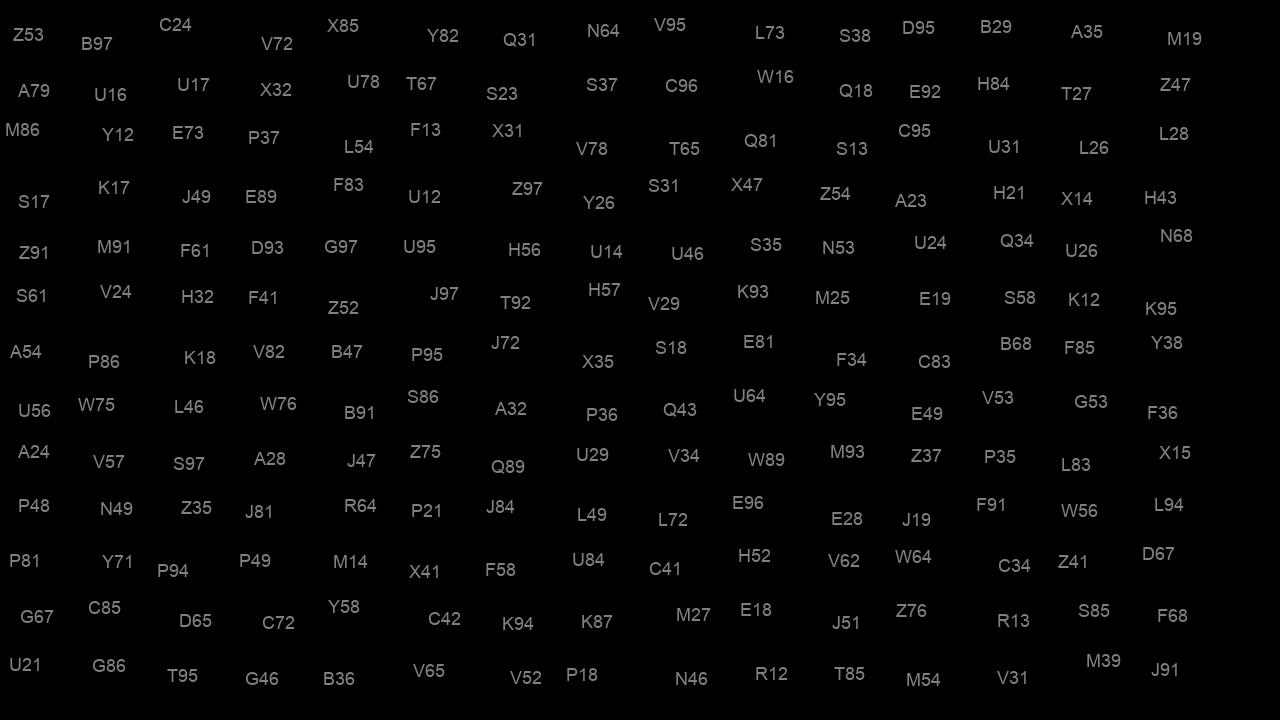 Z53 B97 C24 V72 X85 Y82 Q31 N64 V95 L73 S38 D95 B29 A35 M19
A79 U16 U17 X32 U78 T67 S23 S37 C96 W16 Q18 E92 H84 T27 Z47
M86 Y12 E73 P37 L54 F13 X31 V78 T65 Q81 S13 C95 U31 L26 L28
S17 K17 J49 E89 F83 U12 Z97 Y26 S31 X47 Z54 A23 H21 X14 H43
Z91 M91 F61 D93 G97 U95 H56 U14 U46 S35 N53 U24 Q34 U26 N68
S61 V24 H32 F41 Z52 J97 T92 H57 V29 K93 M25 E19 S58 K12 K95
A54 P86 K18 V82 B47 P95 J72 X35 S18 E81 F34 C83 B68 F85 Y38
U56 W75 L46 W76 B91 S86 A32 P36 Q43 U64 Y95 E49 V53 G53 F36
A24 V57 S97 A28 J47 Z75 Q89 U29 V34 W89 M93 Z37 P35 L83 X15
P48 N49 Z35 J81 R64 P21 J84 L49 L72 E96 E28 J19 F91 W56 L94
P81 Y71 P94 P49 M14 X41 F58 U84 C41 H52 V62 W64 C34 Z41 D67
G67 C85 D65 C72 Y58 C42 K94 K87 M27 E18 J51 Z76 R13 S85 F68
U21 G86 T95 G46 B36 V65 V52 P18 N46 R12 T85 M54 V31 M39 J91